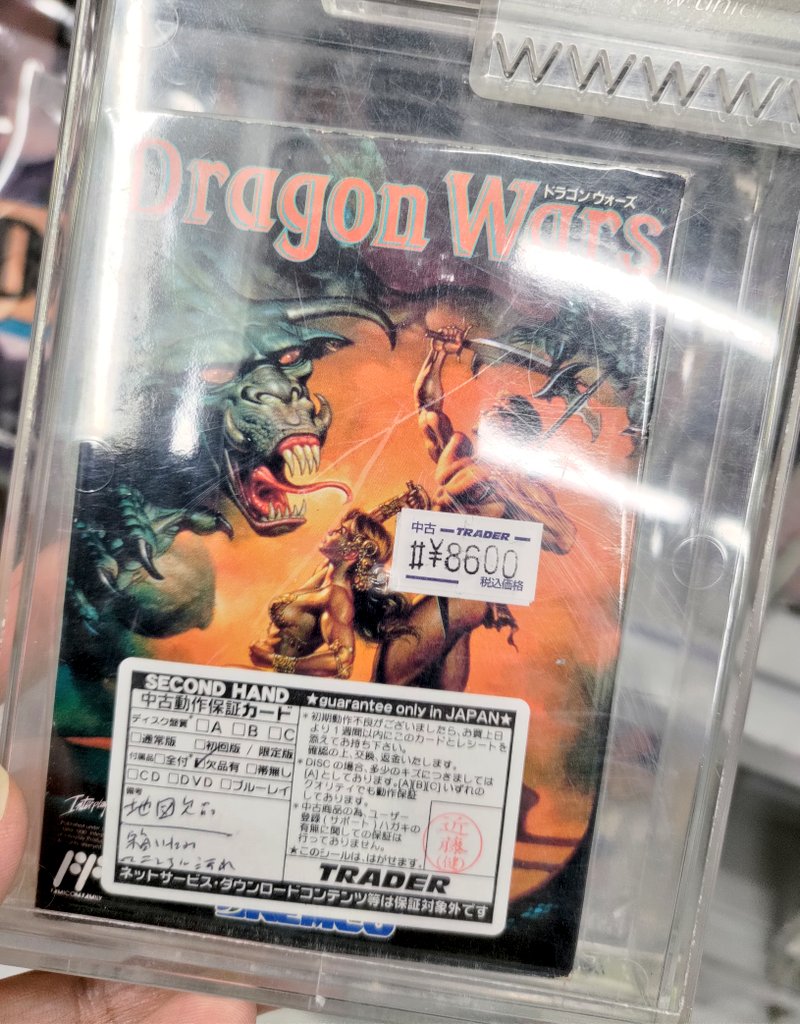 Dragon Wars
ドラゴン ウォーズ
中古 TRADER
#¥8600
税込価格
SECOND HAND
中古動作保証カード
ディスク盤質 □A □B □C
□通常版 □初回版 / 限定版
付属品□全付 ✓欠品有 □帯無し
□CD □DVD □ブルーレイ
備考
地図欠品
箱いたみ
★guarantee only in JAPAN★
*初期動作不良がございましたら、お買上日
より1週間以内にこのカードとレシートを
添えてお持ち下さい。
確認の上、交換、返金いたします。
*DISCの場合、多少のキズにつきましては
[A]としております。[A][B][C]いずれの
クオリティでも動作保証
しております。
*中古商品の為、ユーザー
登録(サポート)ハガキの
有無に関しての保証は
行っておりません。
★このシールは、はがせます。
近藤(健)
TRADER
ネットサービス・ダウンロードコンテンツ等は保証対象外です
Interplay
FAMICOM FAMILY
KEMCO